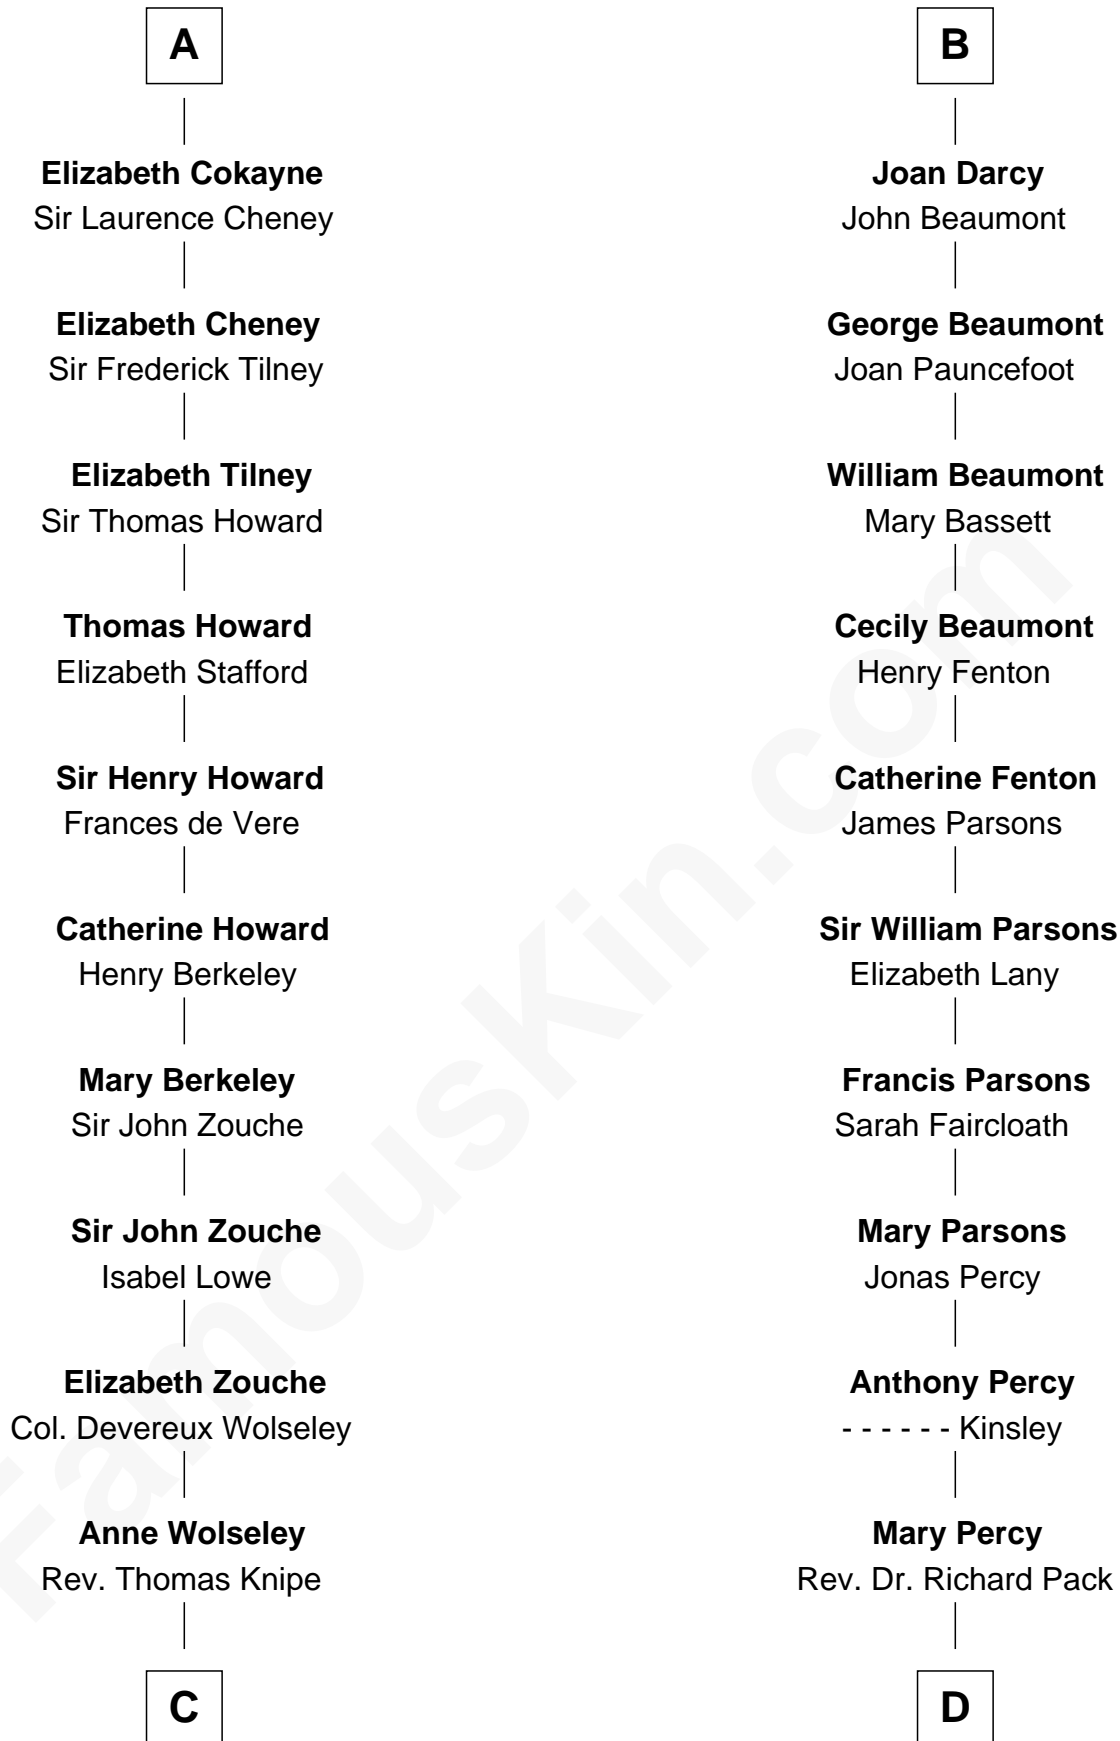 A
Elizabeth Cokayne
Sir Laurence Cheney
Elizabeth Cheney
Sir Frederick Tilney
Elizabeth Tilney
Sir Thomas Howard
Thomas Howard
Elizabeth Stafford
Sir Henry Howard
Frances de Vere
Catherine Howard
Henry Berkeley
Mary Berkeley
Sir John Zouche
Sir John Zouche
Isabel Lowe
Elizabeth Zouche
Col. Devereux Wolseley
Anne Wolseley
Rev. Thomas Knipe
C
B
Joan Darcy
John Beaumont
George Beaumont
Joan Pauncefoot
William Beaumont
Mary Bassett
Cecily Beaumont
Henry Fenton
Catherine Fenton
James Parsons
Sir William Parsons
Elizabeth Lany
Francis Parsons
Sarah Faircloath
Mary Parsons
Jonas Percy
Anthony Percy
- - - - - - Kinsley
Mary Percy
Rev. Dr. Richard Pack
D
FamousKin.com